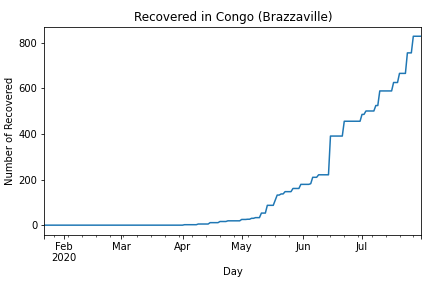 Recovered in Congo (Brazzaville)
Number of Recovered
800
600
400
200
0
Feb Mar Apr May Jun Jul
2020
Day